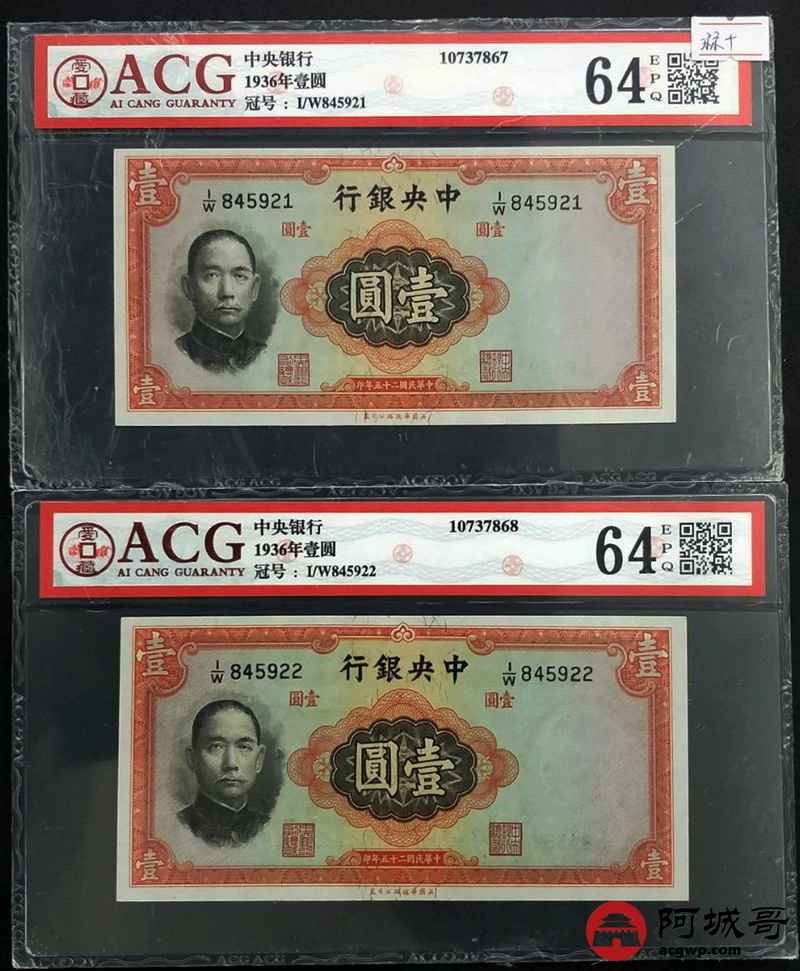 ACG
AI CANG GUARANTY
中央银行
1936年壹圆
冠号：I/W845921
10737867
64
EPQ
壹
壹
I/W 845921
行銀央中
I/W 845921
圓壹
圓壹
圓壹
印年五十二國民華中
壹
壹
ACG
AI CANG GUARANTY
中央银行
1936年壹圆
冠号：I/W845922
10737868
64
EPQ
壹
壹
I/W 845922
行銀央中
I/W 845922
圓壹
圓壹
圓壹
印年五十二國民華中
壹
壹
阿城哥
acgwp.com